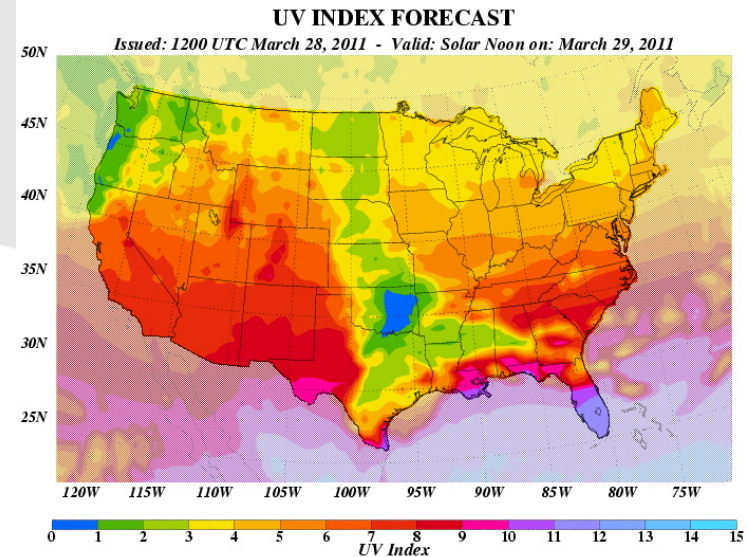 UV INDEX FORECAST
Issued: 1200 UTC March 28, 2011 - Valid: Solar Noon on: March 29, 2011
50N
45N
40N
35N
30N
25N
120W 115W 110W 105W 100W 95W 90W 85W 80W 75W
0 1 2 3 4 5 6 7 8 9 10 11 12 13 14 15
UV Index